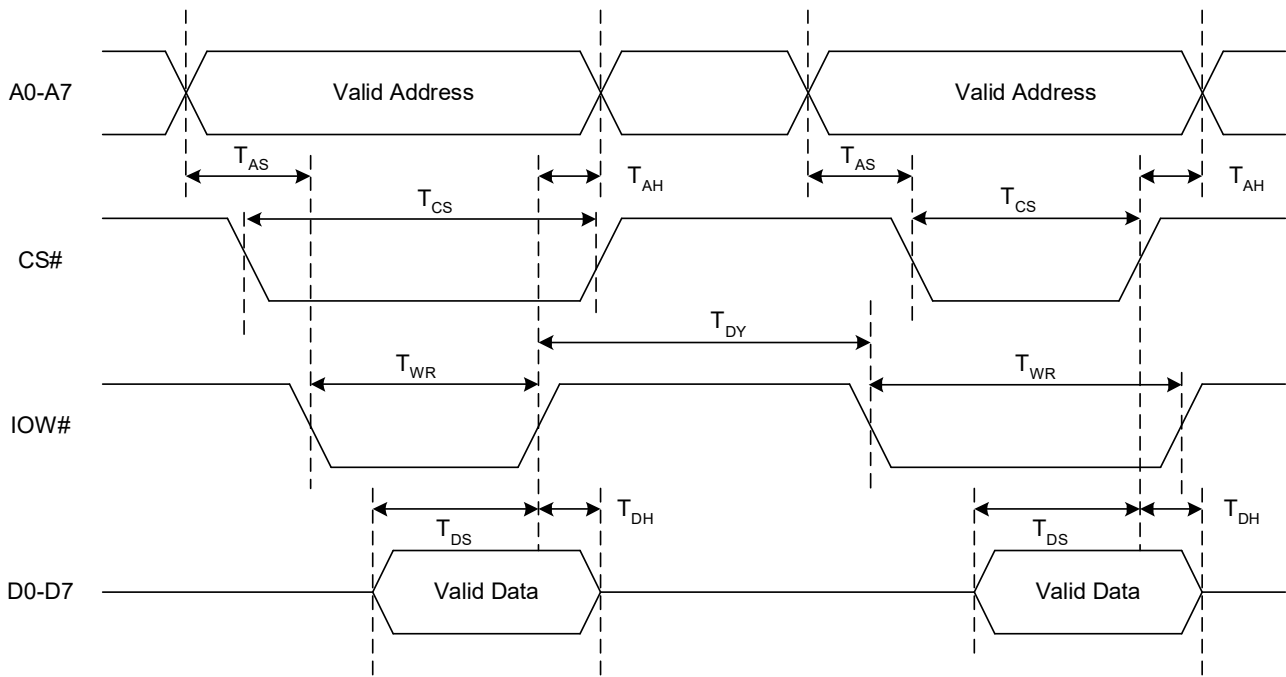 A0-A7
Valid Address
Valid Address
TAS
TAH
TAS
TAH
TCS
TCS
CS#
TDY
TWR
TWR
IOW#
TDS
TDH
TDS
TDH
D0-D7
Valid Data
Valid Data